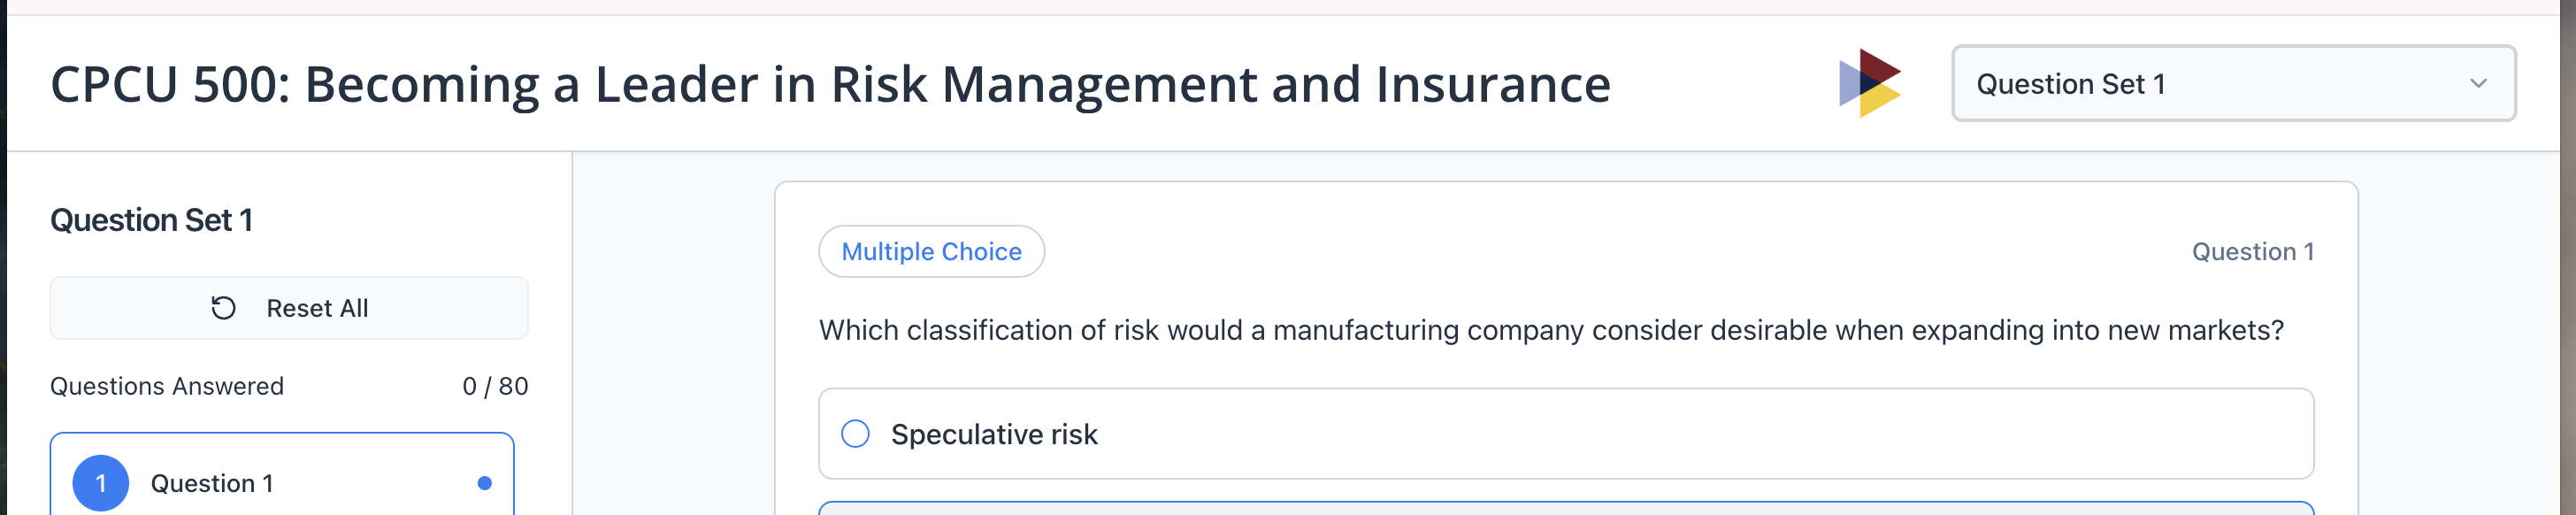 CPCU 500: Becoming a Leader in Risk Management and Insurance
Question Set 1
Question Set 1
Reset All
Questions Answered 0 / 80
1 Question 1
Multiple Choice
Question 1
Which classification of risk would a manufacturing company consider desirable when expanding into new markets?
Speculative risk